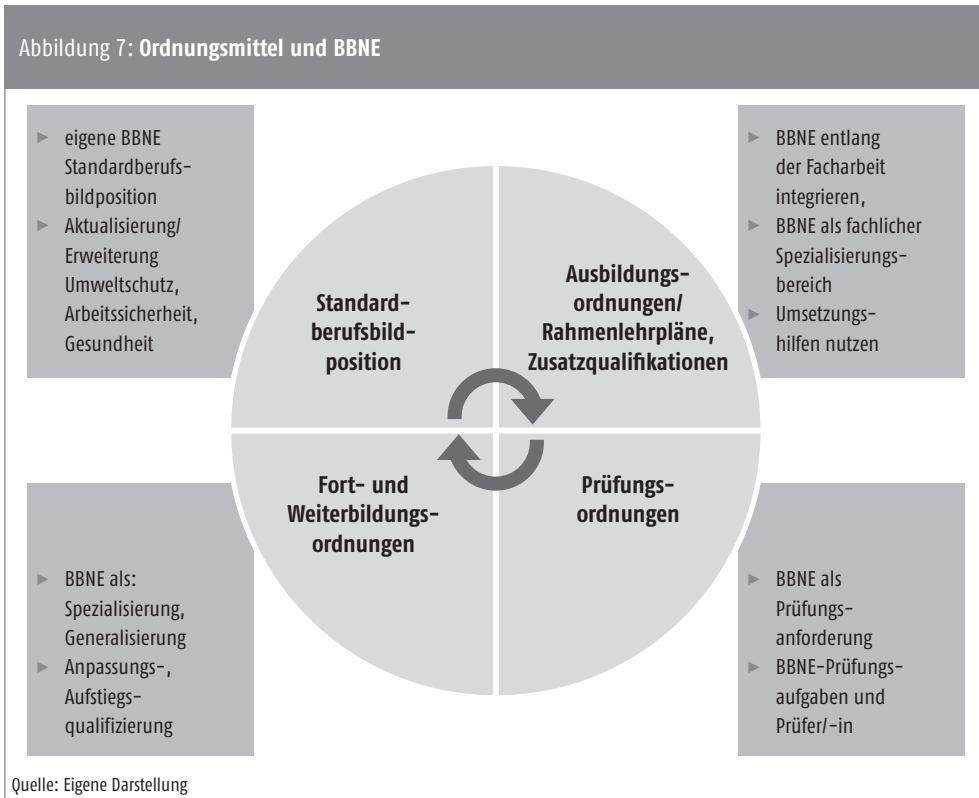 Abbildung 7: Ordnungsmittel und BBNE
► eigene BBNE
Standardberufs-
bildposition
► Aktualisierung/
Erweiterung
Umweltschutz,
Arbeitssicherheit,
Gesundheit
► BBNE entlang
der Facharbeit
integrieren,
► BBNE als fachlicher
Spezialisierungs-
bereich
► Umsetzungs-
hilfen nutzen
Standard-
berufsbild-
position
Ausbildungs-
ordnungen/
Rahmenlehrpläne,
Zusatzqualifikationen
Fort- und
Weiterbildungs-
ordnungen
Prüfungs-
ordnungen
► BBNE als:
Spezialisierung,
Generalisierung
► Anpassungs-,
Aufstiegs-
qualifizierung
► BBNE als
Prüfungs-
anforderung
► BBNE-Prüfungs-
aufgaben und
Prüfer/-in
Quelle: Eigene Darstellung